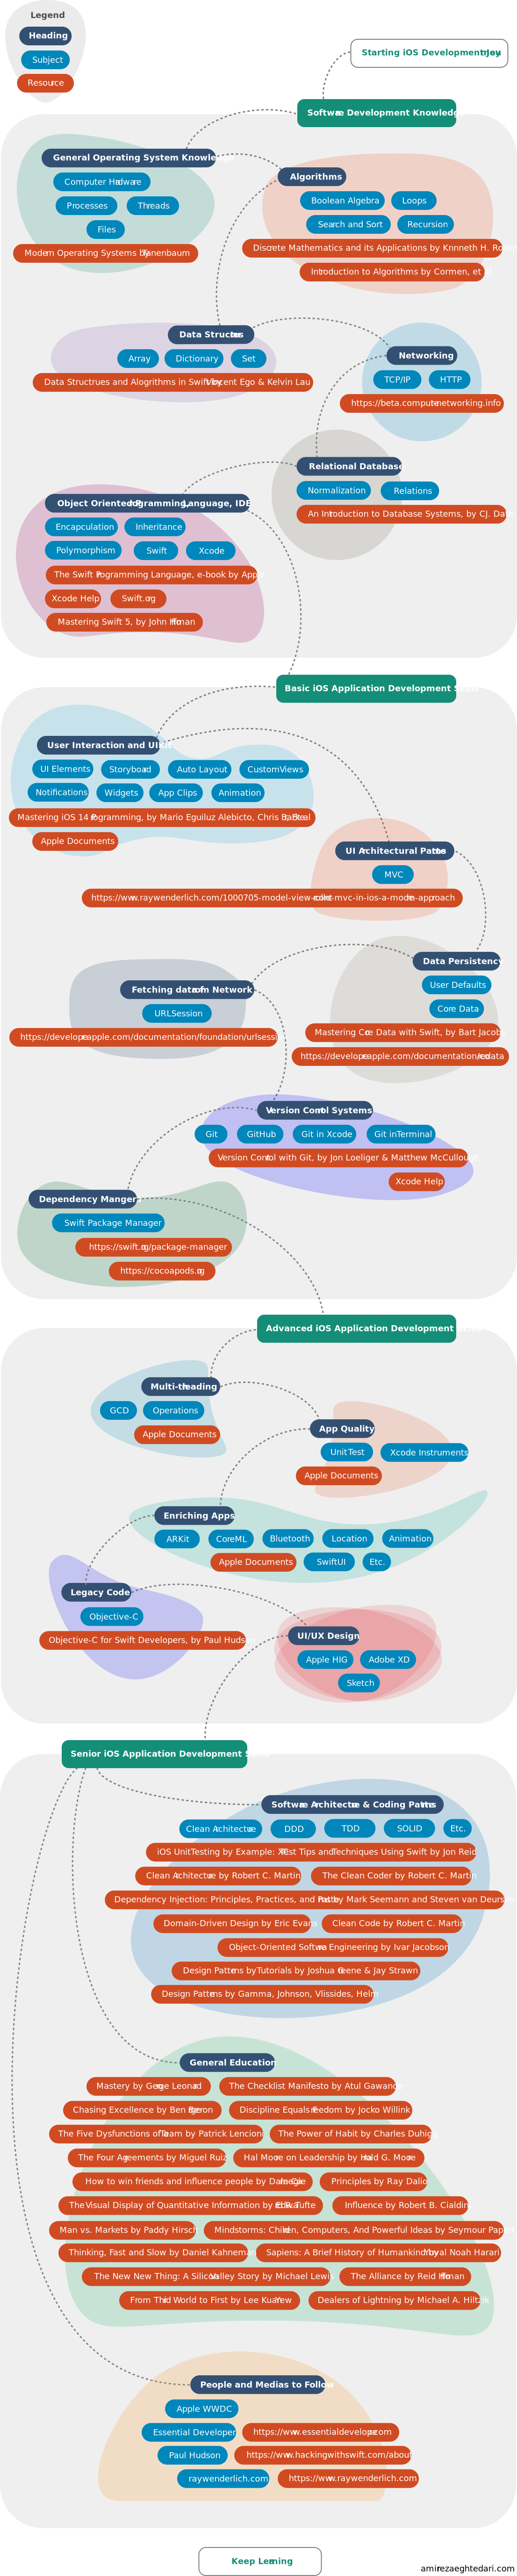 Legend
Heading
Subject
Resource
Starting iOS Development Jou
Software Development Knowledg
General Operating System Knowledge
Computer Hardware
Processes
Threads
Files
Modern Operating Systems by Tanenbaum
Algorithms
Boolean Algebra
Loops
Search and Sort
Recursion
Discrete Mathematics and its Applications by Knnneth H. Rosen
Introduction to Algorithms by Cormen, et al
Data Structures
Array
Dictionary
Set
Data Structrues and Alogrithms in Swift by Vincent Ego & Kelvin Lau
Networking
TCP/IP
HTTP
https://beta.computer-networking.info
Relational Database
Normalization
Relations
An Introduction to Database Systems, by CJ. Date
Object Oriented Programming, Language, IDE
Encapculation
Inheritance
Polymorphism
Swift
Xcode
The Swift Programming Language, e-book by Apple
Xcode Help
Swift.org
Mastering Swift 5, by John Hoffman
Basic iOS Application Development Skills
User Interaction and UIKit
UI Elements
Storyboard
Auto Layout
Custom Views
Notifications
Widgets
App Clips
Animation
Mastering iOS 14 Programming, by Mario Eguiluz Alebicto, Chris Barker, et al
Apple Documents
UI Architectural Patterns
MVC
https://www.raywenderlich.com/1000705-model-view-controller-mvc-in-ios-a-modern-approach
Data Persistency
User Defaults
Core Data
Mastering Core Data with Swift, by Bart Jacobs
https://developer.apple.com/documentation/coredata
Fetching data from Network
URLSession
https://developer.apple.com/documentation/foundation/urlsession
Version Control Systems
Git
GitHub
Git in Xcode
Git in Terminal
Version Control with Git, by Jon Loeliger & Matthew McCullough
Xcode Help
Dependency Mangers
Swift Package Manager
https://swift.org/package-manager
https://cocoapods.org
Advanced iOS Application Development Skills
Multi-threading
GCD
Operations
Apple Documents
App Quality
Unit Test
Xcode Instruments
Apple Documents
Enriching Apps
ARKit
CoreML
Bluetooth
Location
Animation
Apple Documents
SwiftUI
Etc.
Legacy Code
Objective-C
Objective-C for Swift Developers, by Paul Hudson
UI/UX Design
Apple HIG
Adobe XD
Sketch
Senior iOS Application Development Skills
Software Architecture & Coding Patterns
Clean Architecture
DDD
TDD
SOLID
Etc.
iOS Unit Testing by Example: XCTest Tips and Techniques Using Swift by Jon Reid
Clean Architecture by Robert C. Martin
The Clean Coder by Robert C. Martin
Dependency Injection: Principles, Practices, and Patterns by Mark Seemann and Steven van Deursen
Domain-Driven Design by Eric Evans
Clean Code by Robert C. Martin
Object-Oriented Software Engineering by Ivar Jacobson
Design Patterns by Tutorials by Joshua Greene & Jay Strawn
Design Patterns by Gamma, Johnson, Vlissides, Helm
General Education
Mastery by George Leonard
The Checklist Manifesto by Atul Gawande
Chasing Excellence by Ben Bergeron
Discipline Equals Freedom by Jocko Willink
The Five Dysfunctions of a Team by Patrick Lencioni
The Power of Habit by Charles Duhigg
The Four Agreements by Miguel Ruiz
Hal Moore on Leadership by Harold G. Moore
How to win friends and influence people by Dale Carnegie
Principles by Ray Dalio
The Visual Display of Quantitative Information by Edward R. Tufte
Influence by Robert B. Cialdini
Man vs. Markets by Paddy Hirsch
Mindstorms: Children, Computers, And Powerful Ideas by Seymour Papert
Thinking, Fast and Slow by Daniel Kahneman
Sapiens: A Brief History of Humankind by Yuval Noah Harari
The New New Thing: A Silicon Valley Story by Michael Lewis
The Alliance by Reid Hoffman
From Third World to First by Lee Kuan Yew
Dealers of Lightning by Michael A. Hiltzik
People and Medias to Follow
Apple WWDC
Essential Developer
https://www.essentialdeveloper.com
Paul Hudson
https://www.hackingwithswift.com/about
raywenderlich.com
https://www.raywenderlich.com
Keep Learning
amirrezaeghtedari.com